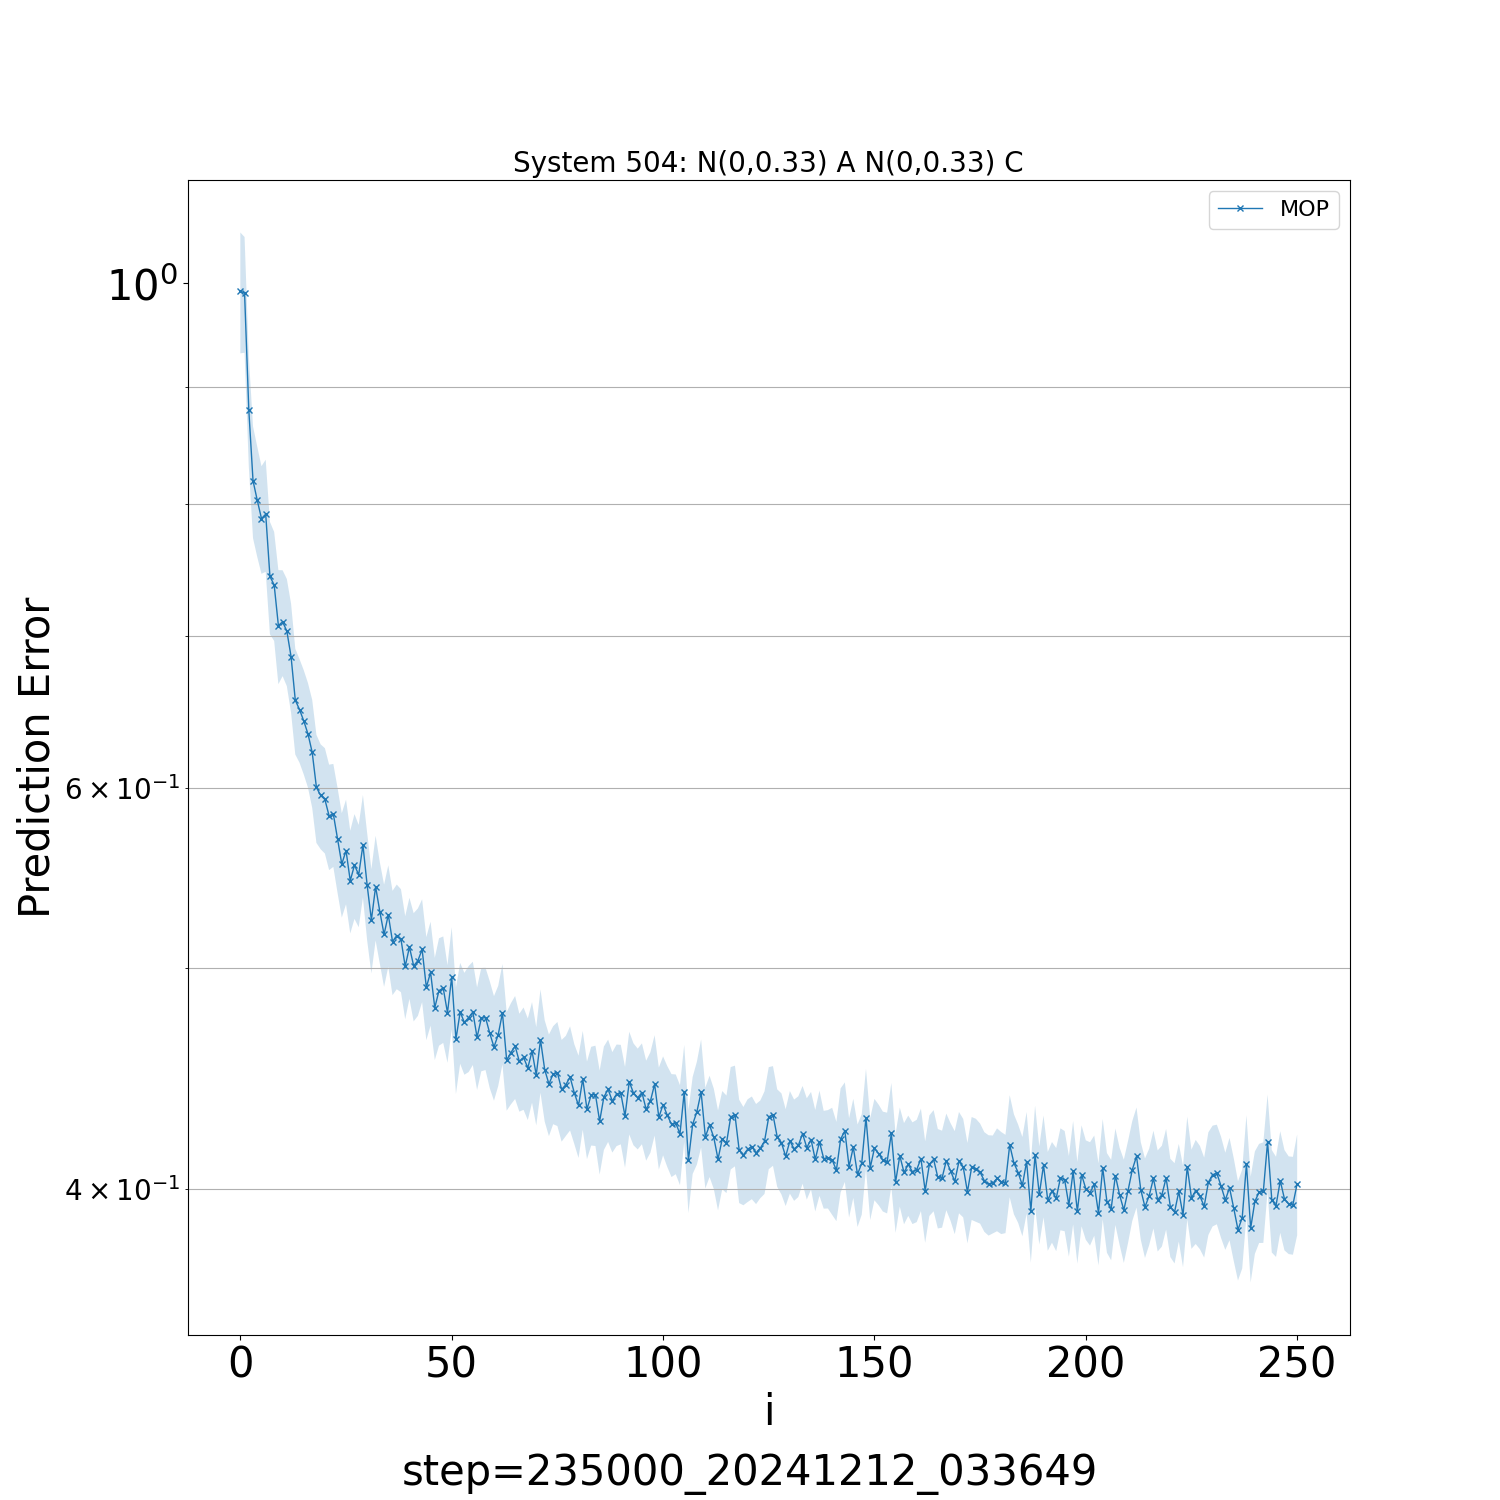 System 504: N(0,0.33) A N(0,0.33) C
MOP
10⁰
6 × 10⁻¹
4 × 10⁻¹
Prediction Error
0 50 100 150 200 250
i
step=235000_20241212_033649